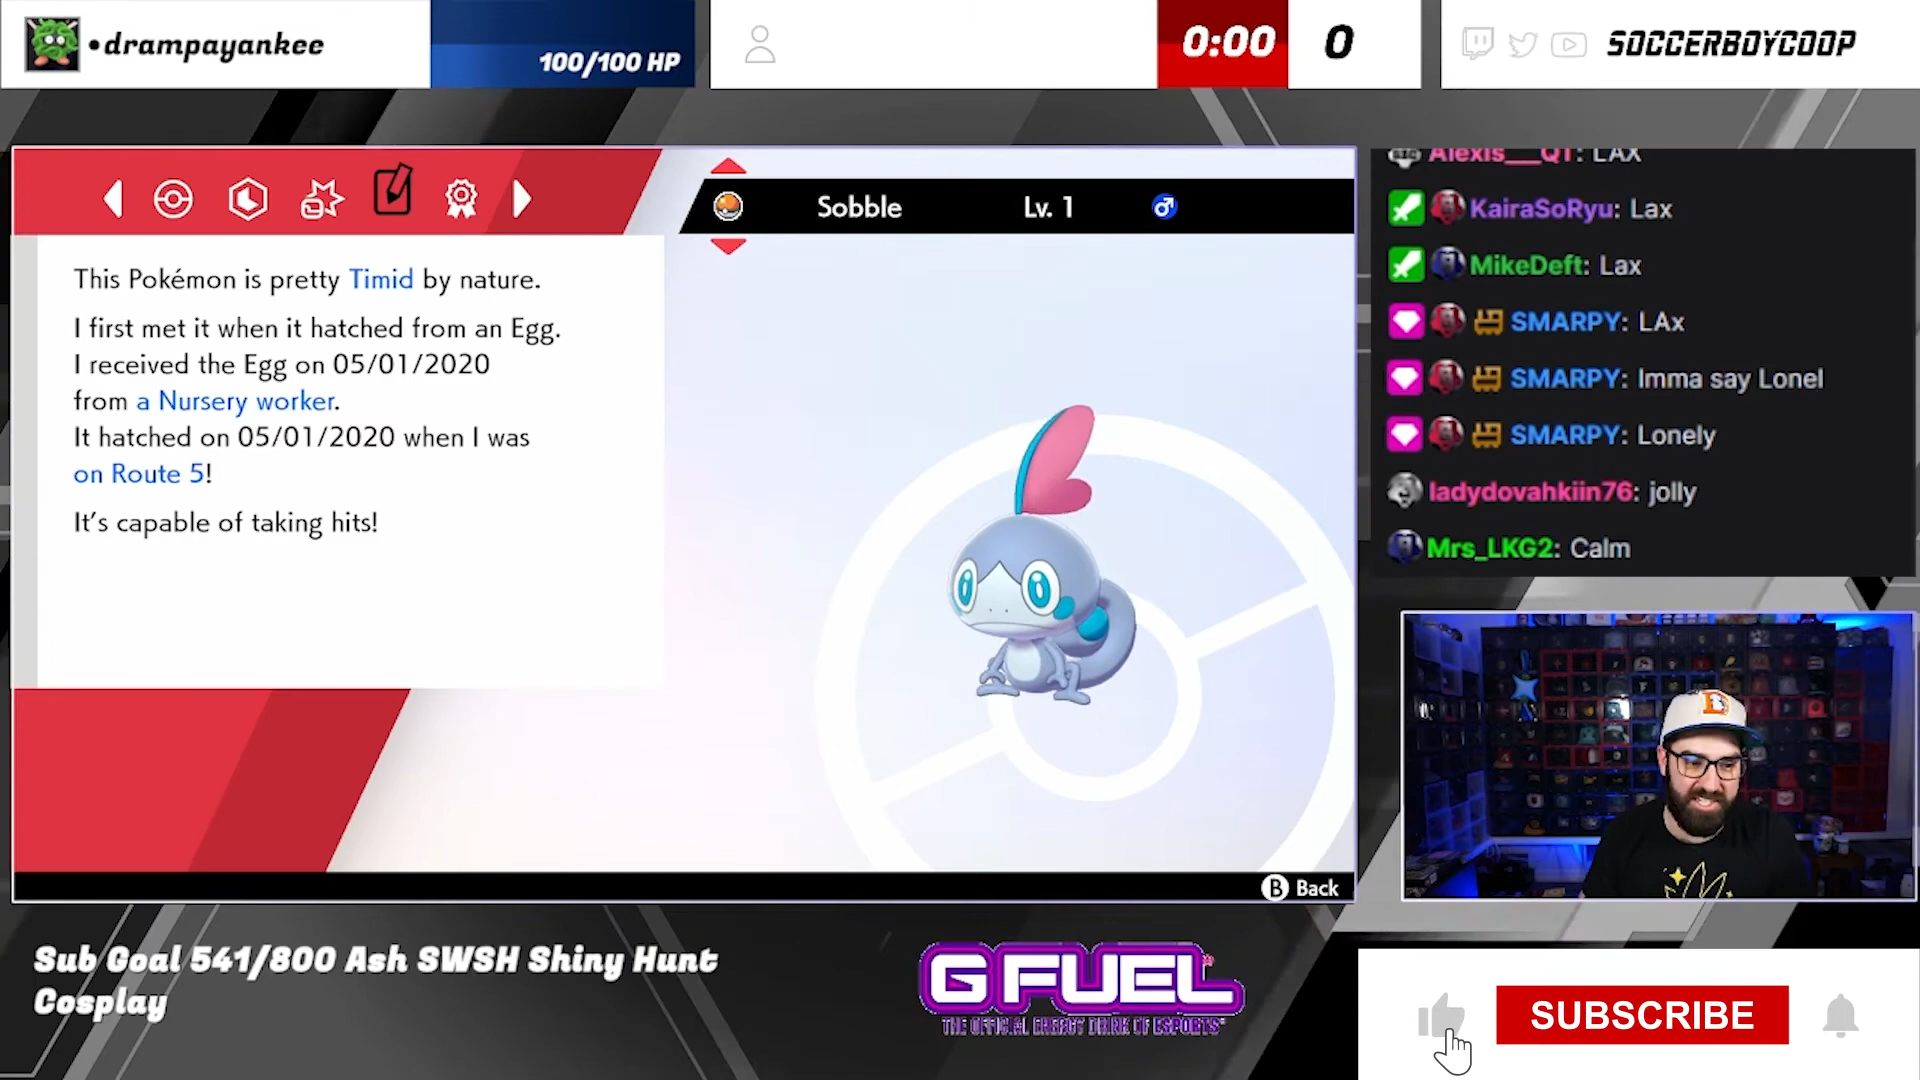 •drampayankee
100/100 HP
0:00
0
SOCCERBOYCOOP
Sobble
Lv. 1
This Pokémon is pretty Timid by nature.
I first met it when it hatched from an Egg.
I received the Egg on 05/01/2020
from a Nursery worker.
It hatched on 05/01/2020 when I was
on Route 5!
It's capable of taking hits!
B Back
Alexis___QT: LAX
KairaSoRyu: Lax
MikeDeft: Lax
SMARPY: LAx
SMARPY: Imma say Lonel
SMARPY: Lonely
ladydovahkiin76: jolly
Mrs_LKG2: Calm
Sub Goal 541/800 Ash SWSH Shiny Hunt
Cosplay
G FUEL
THE OFFICIAL ENERGY DRINK OF ESPORTS
SUBSCRIBE